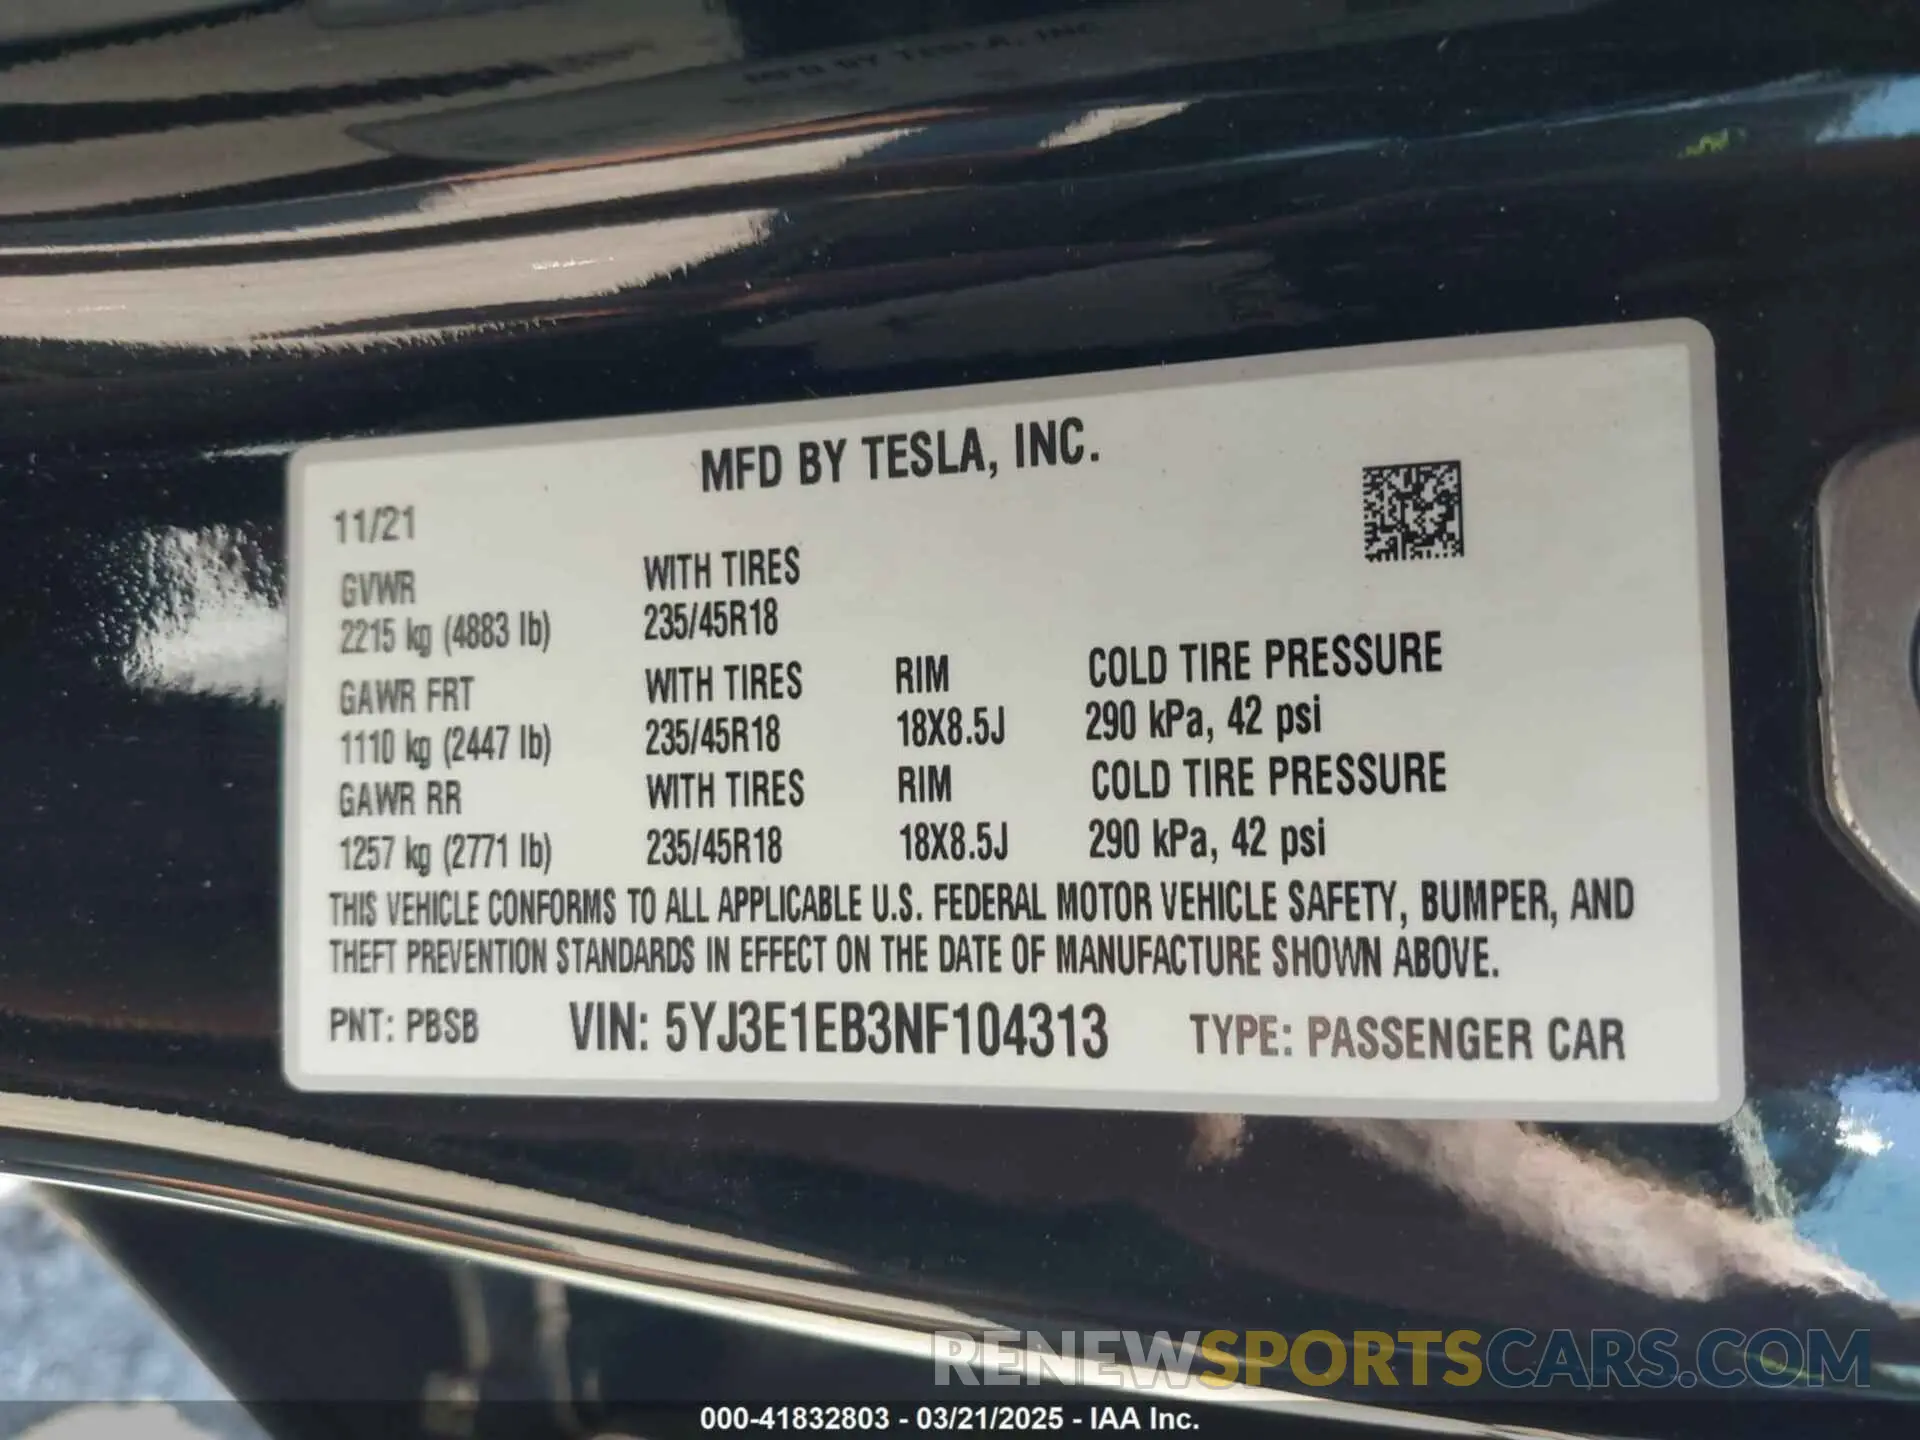 MFD BY TESLA, INC.
MFD BY TESLA, INC.
11/21
GVWR
2215 kg (4883 lb)
WITH TIRES
235/45R18
GAWR FRT
1110 kg (2447 lb)
WITH TIRES
235/45R18
RIM
18X8.5J
COLD TIRE PRESSURE
290 kPa, 42 psi
GAWR RR
1257 kg (2771 lb)
WITH TIRES
235/45R18
RIM
18X8.5J
COLD TIRE PRESSURE
290 kPa, 42 psi
THIS VEHICLE CONFORMS TO ALL APPLICABLE U.S. FEDERAL MOTOR VEHICLE SAFETY, BUMPER, AND
THEFT PREVENTION STANDARDS IN EFFECT ON THE DATE OF MANUFACTURE SHOWN ABOVE.
PNT: PBSB VIN: 5YJ3E1EB3NF104313 TYPE: PASSENGER CAR
RENEWSPORTSCARS.COM
000-41832803 - 03/21/2025 - IAA Inc.